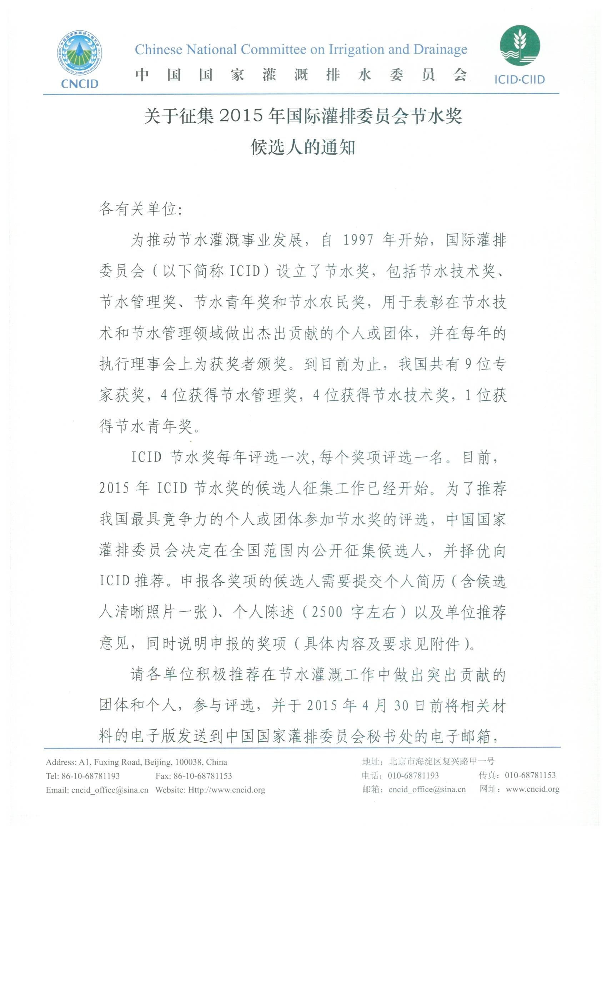 Chinese National Committee on Irrigation and Drainage
中国国家灌溉排水委员会
CNCID
ICID·CIID
关于征集 2015 年国际灌排委员会节水奖
候选人的通知
各有关单位:
为推动节水灌溉事业发展，自 1997 年开始，国际灌排
委员会（以下简称 ICID）设立了节水奖，包括节水技术奖、
节水管理奖、节水青年奖和节水农民奖，用于表彰在节水技
术和节水管理领域做出杰出贡献的个人或团体，并在每年的
执行理事会上为获奖者颁奖。到目前为止，我国共有 9 位专
家获奖，4 位获得节水管理奖，4 位获得节水技术奖，1 位获
得节水青年奖。
ICID 节水奖每年评选一次,每个奖项评选一名。目前，
2015 年 ICID 节水奖的候选人征集工作已经开始。为了推荐
我国最具竞争力的个人或团体参加节水奖的评选，中国国家
灌排委员会决定在全国范围内公开征集候选人，并择优向
ICID 推荐。申报各奖项的候选人需要提交个人简历（含候选
人清晰照片一张）、个人陈述（2500 字左右）以及单位推荐
意见，同时说明申报的奖项（具体内容及要求见附件）。
请各单位积极推荐在节水灌溉工作中做出突出贡献的
团体和个人，参与评选，并于 2015 年 4 月 30 日前将相关材
料的电子版发送到中国国家灌排委员会秘书处的电子邮箱，
Address: A1, Fuxing Road, Beijing, 100038, China
Tel: 86-10-68781193 Fax: 86-10-68781153
Email: cncid_office@sina.cn Website: Http://www.cncid.org
地址：北京市海淀区复兴路甲一号
电话：010-68781193 传真：010-68781153
邮箱：cncid_office@sina.cn 网址：www.cncid.org